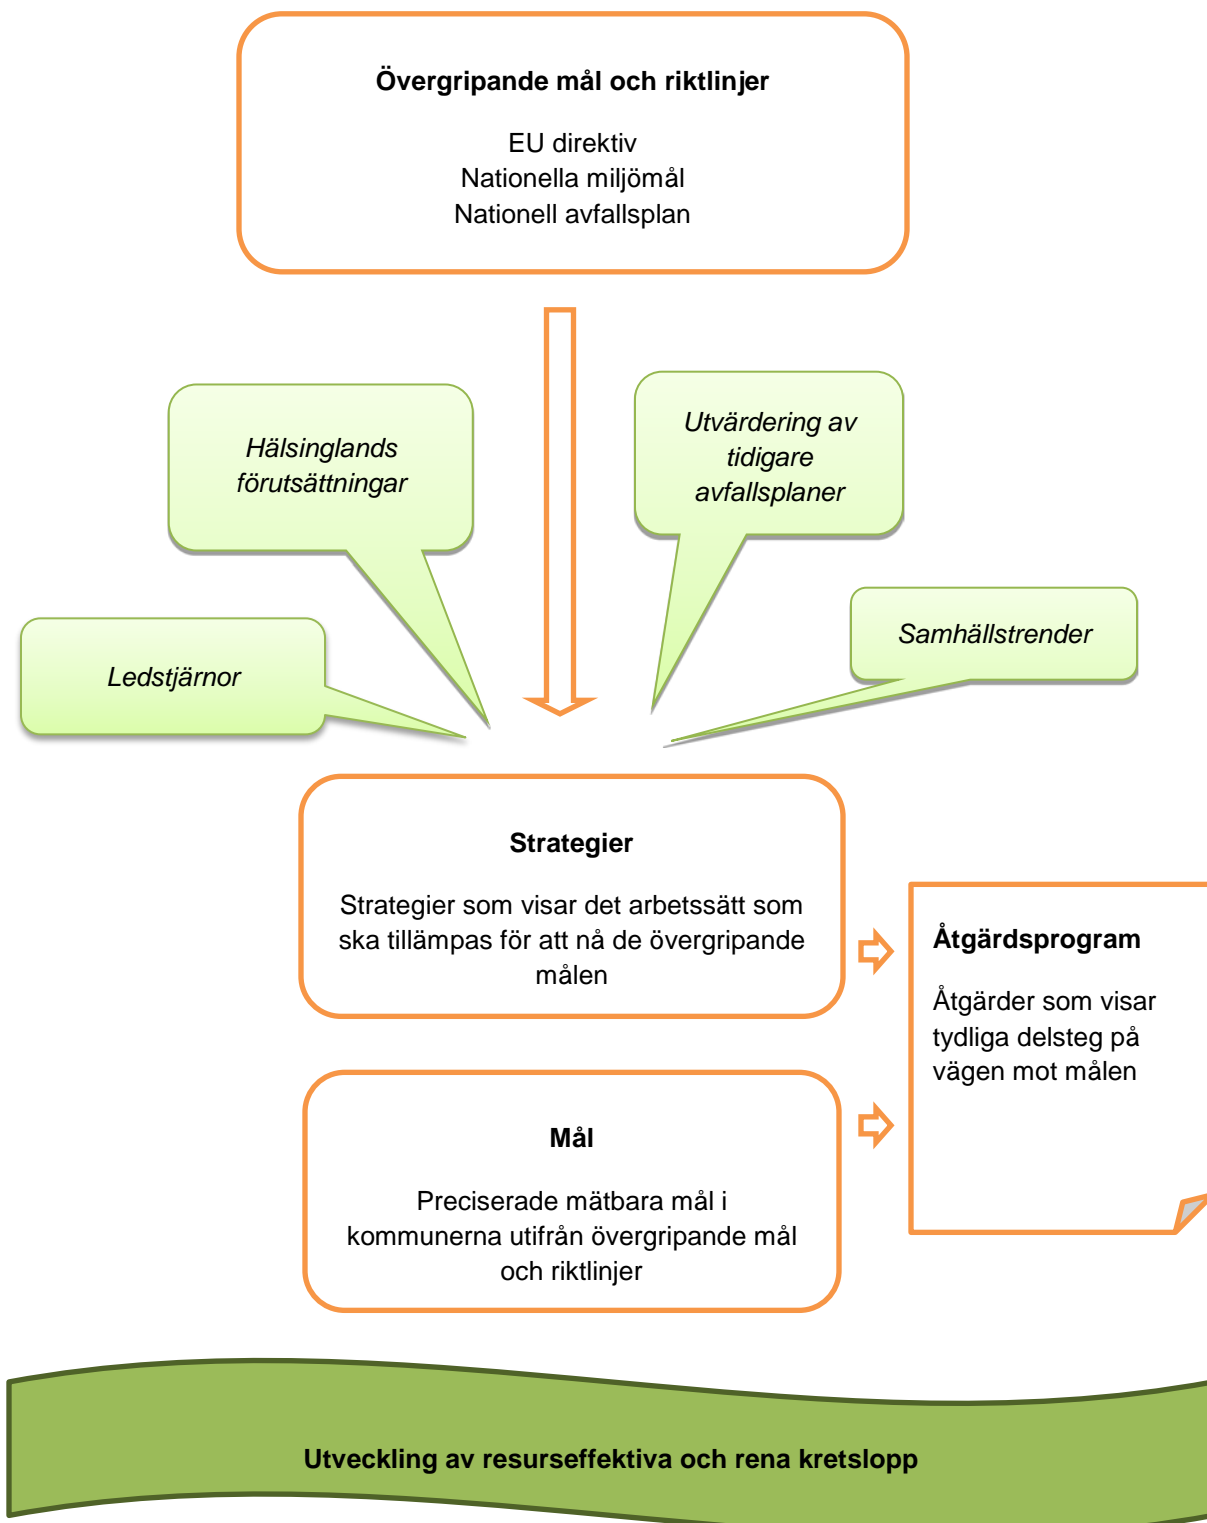 Övergripande mål och riktlinjer
EU direktiv
Nationella miljömål
Nationell avfallsplan
Hälsinglands
förutsättningar
Utvärdering av
tidigare
avfallsplaner
Ledstjärnor
Samhällstrender
Strategier
Strategier som visar det arbetssätt som
ska tillämpas för att nå de övergripande
målen
Åtgärdsprogram
Åtgärder som visar
tydliga delsteg på
vägen mot målen
Mål
Preciserade mätbara mål i
kommunerna utifrån övergripande mål
och riktlinjer
Utveckling av resurseffektiva och rena kretslopp